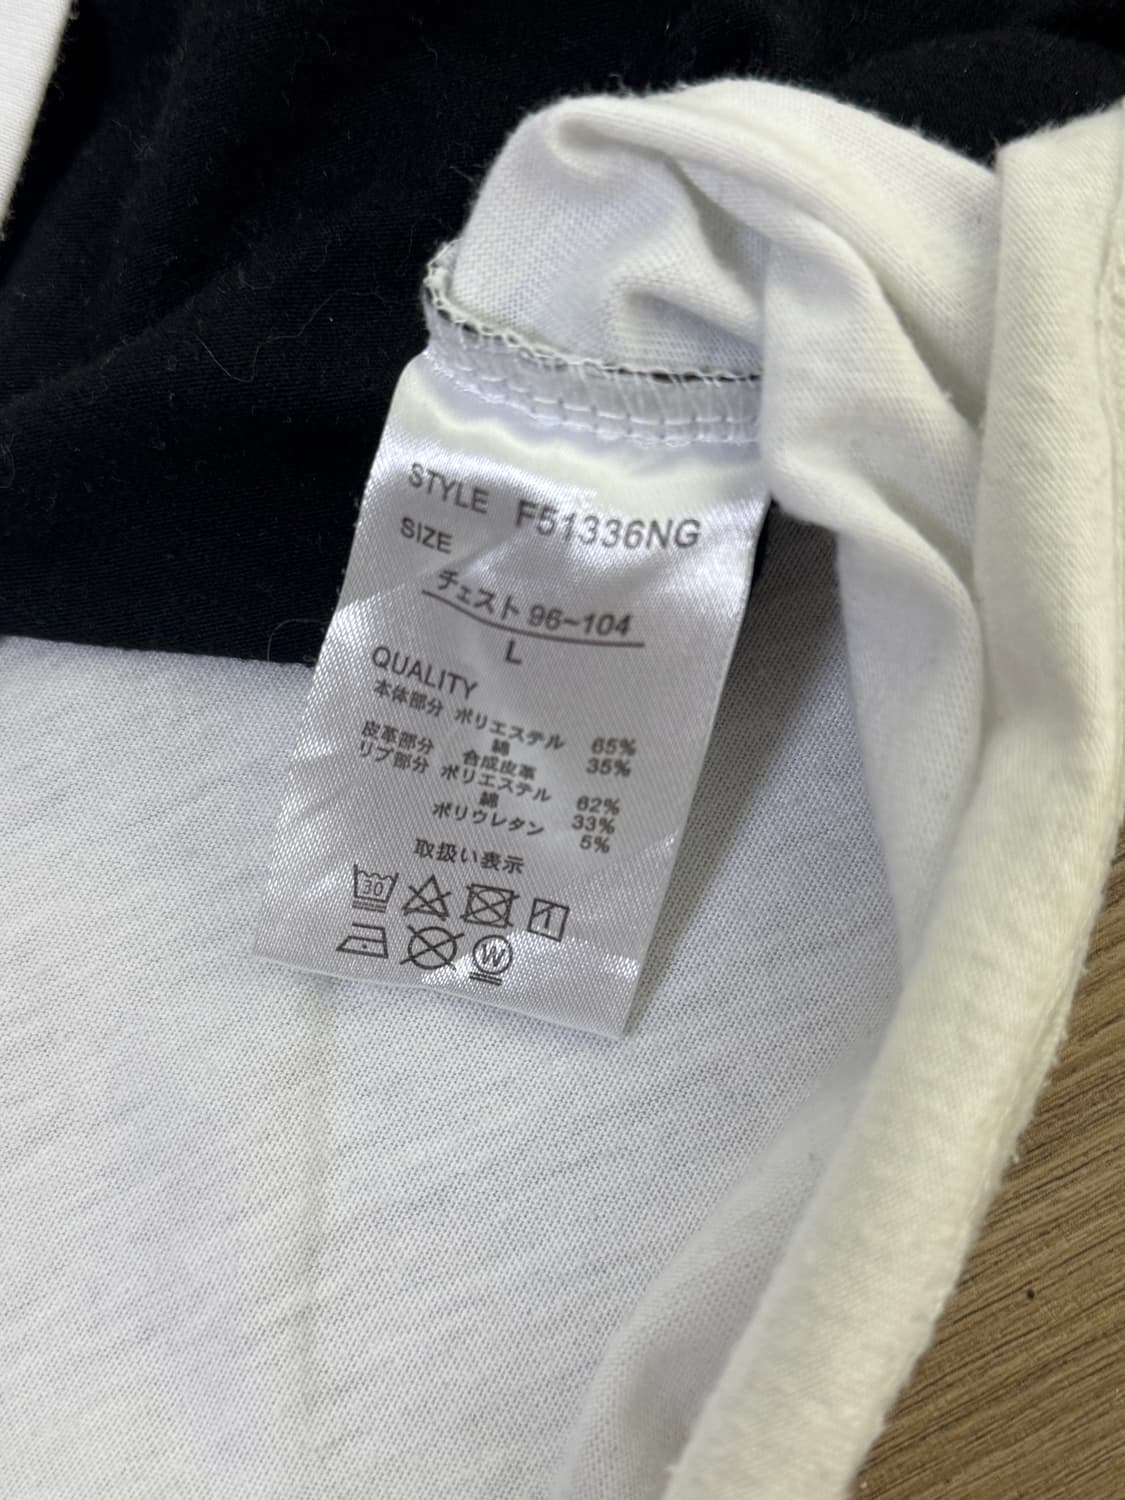 STYLE F51336NG
SIZE
チェスト 96~104
L
QUALITY
本体部分 ポリエステル 65%
綿 35%
皮革部分 合成皮革
リブ部分 ポリエステル 62%
綿 33%
ポリウレタン 5%
取扱い表示
30
W